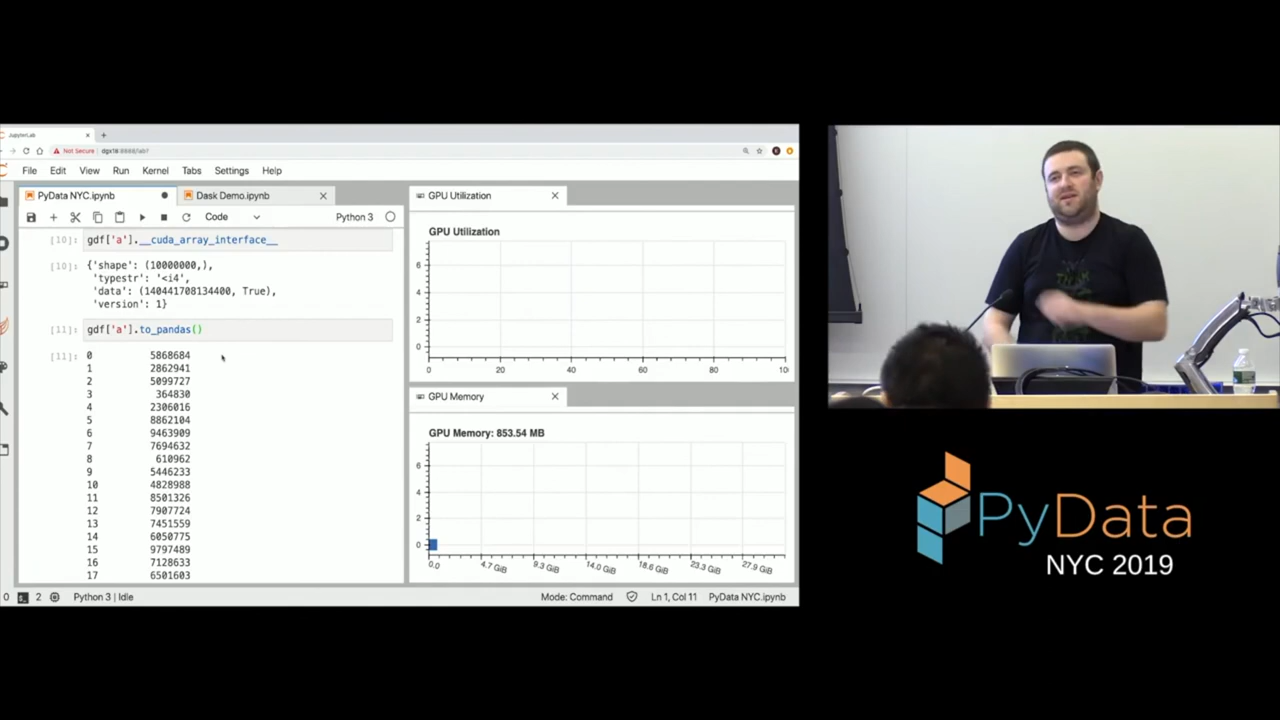 JupyterLab
Not Secure dgx18:8888/lab?
File Edit View Run Kernel Tabs Settings Help
PyData NYC.ipynb
Dask Demo.ipynb
Code
Python 3
[10]: gdf['a'].__cuda_array_interface__
[10]: {'shape': (10000000,),
'typestr': '<i4',
'data': (140441708134400, True),
'version': 1}
[11]: gdf['a'].to_pandas()
[11]: 0 5868684
1 2862941
2 5099727
3 364830
4 2306016
5 8862104
6 9463909
7 7694632
8 610962
9 5446233
10 4828988
11 8501326
12 7907724
13 7451559
14 6050775
15 9797489
16 7128633
17 6501603
GPU Utilization
GPU Utilization
6
4
2
0
0 20 40 60 80 10
GPU Memory
GPU Memory: 853.54 MB
6
4
2
0
0.0 4.7 GiB 9.3 GiB 14.0 GiB 18.6 GiB 23.3 GiB 27.9 GiB
0 2 Python 3 | Idle
Mode: Command Ln 1, Col 11 PyData NYC.ipynb
THINK
PyData
NYC 2019